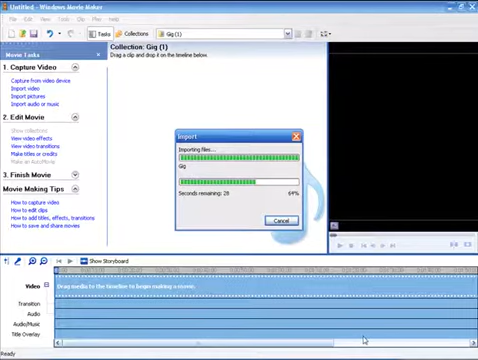 Untitled - Windows Movie Maker
File Edit View Tools Clip Play Help
Tasks Collections Gig (1)
Movie Tasks
Collection: Gig (1)
Drag a clip and drop it on the timeline below.
1. Capture Video
Capture from video device
Import video
Import pictures
Import audio or music
2. Edit Movie
Show collections
View video effects
View video transitions
Make titles or credits
Make an AutoMovie
3. Finish Movie
Movie Making Tips
How to capture video
How to edit clips
How to add titles, effects, transitions
How to save and share movies
Import
Importing files...
Gig
Seconds remaining: 28 64%
Cancel
Show Storyboard
Video
Drag media to the timeline to begin making a movie.
Transition
Audio
Audio/Music
Title Overlay
Ready